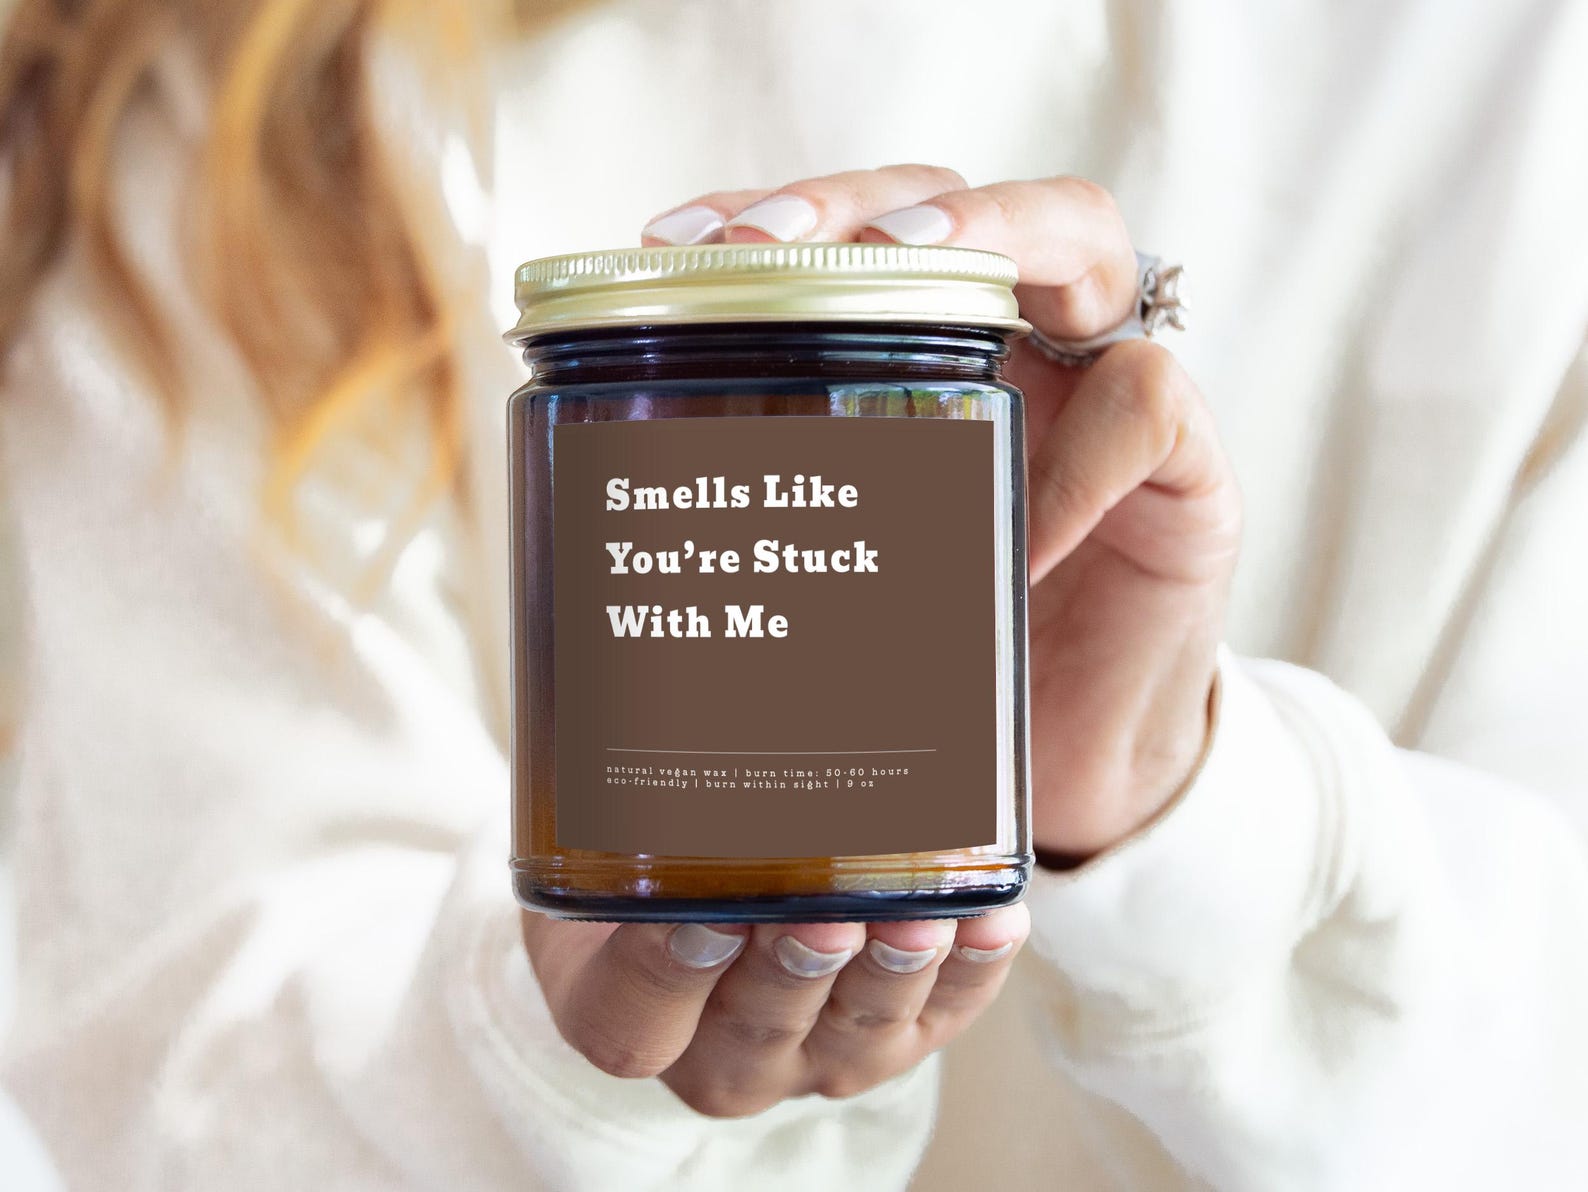 Smells Like
You’re Stuck
With Me
natural vegan wax | burn time: 50-60 hours
eco-friendly | burn within sight | 9 oz